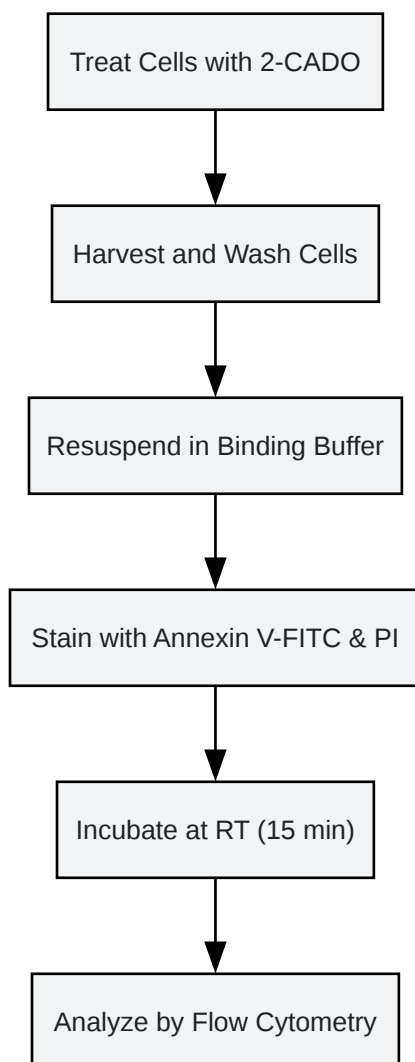 Treat Cells with 2-CADO
Harvest and Wash Cells
Resuspend in Binding Buffer
Stain with Annexin V-FITC & PI
Incubate at RT (15 min)
Analyze by Flow Cytometry